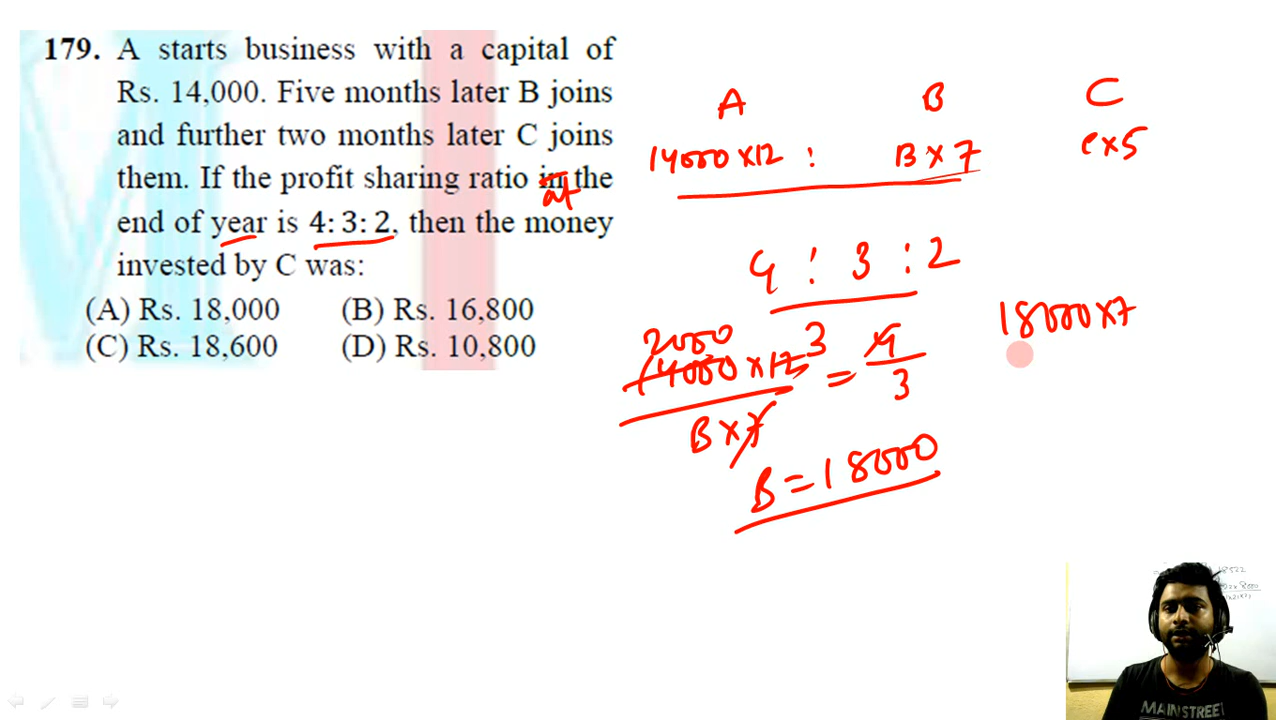 179. A starts business with a capital of
Rs. 14,000. Five months later B joins
and further two months later C joins
them. If the profit sharing ratio in the
at
end of year is 4: 3: 2, then the money
invested by C was:
(A) Rs. 18,000 (B) Rs. 16,800
(C) Rs. 18,600 (D) Rs. 10,800
A B C
14000 x 12 : B x 7 C x 5
4 : 3 : 2
2000 3
14000 x 12 = 4
B x 7 3
B = 18000
18000 x 7
MAINSTREET